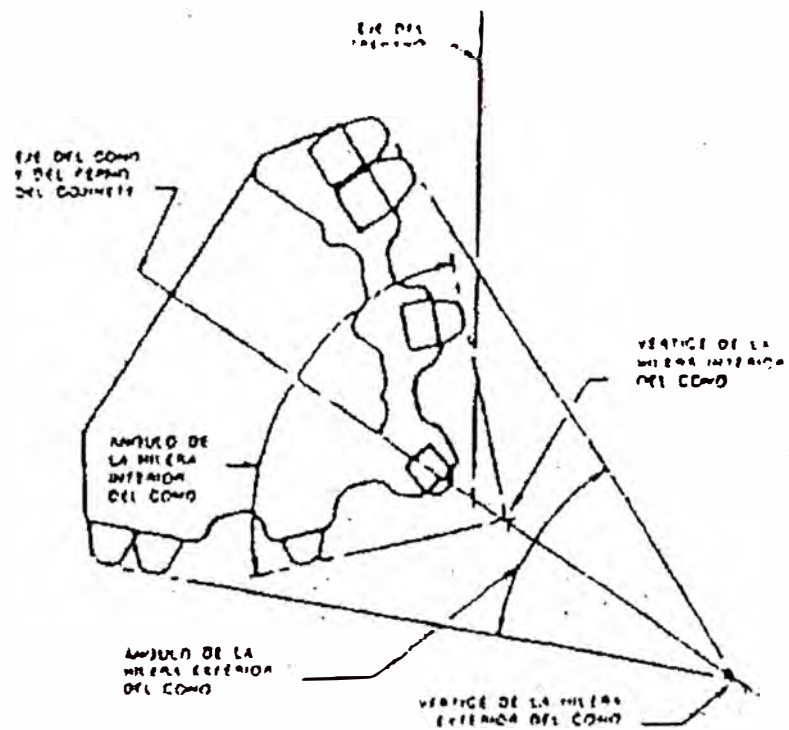 EJE DEL
TREPANO
EJE DEL CONO
Y DEL PERNO
DEL COJINETE
VERTICE DE LA
HILERA INTERIOR
DEL CONO
ANGULO DE
LA HILERA
INTERIOR
DEL CONO
ANGULO DE LA
HILERA EXTERIOR
DEL CONO
VERTICE DE LA HILERA
EXTERIOR DEL CONO